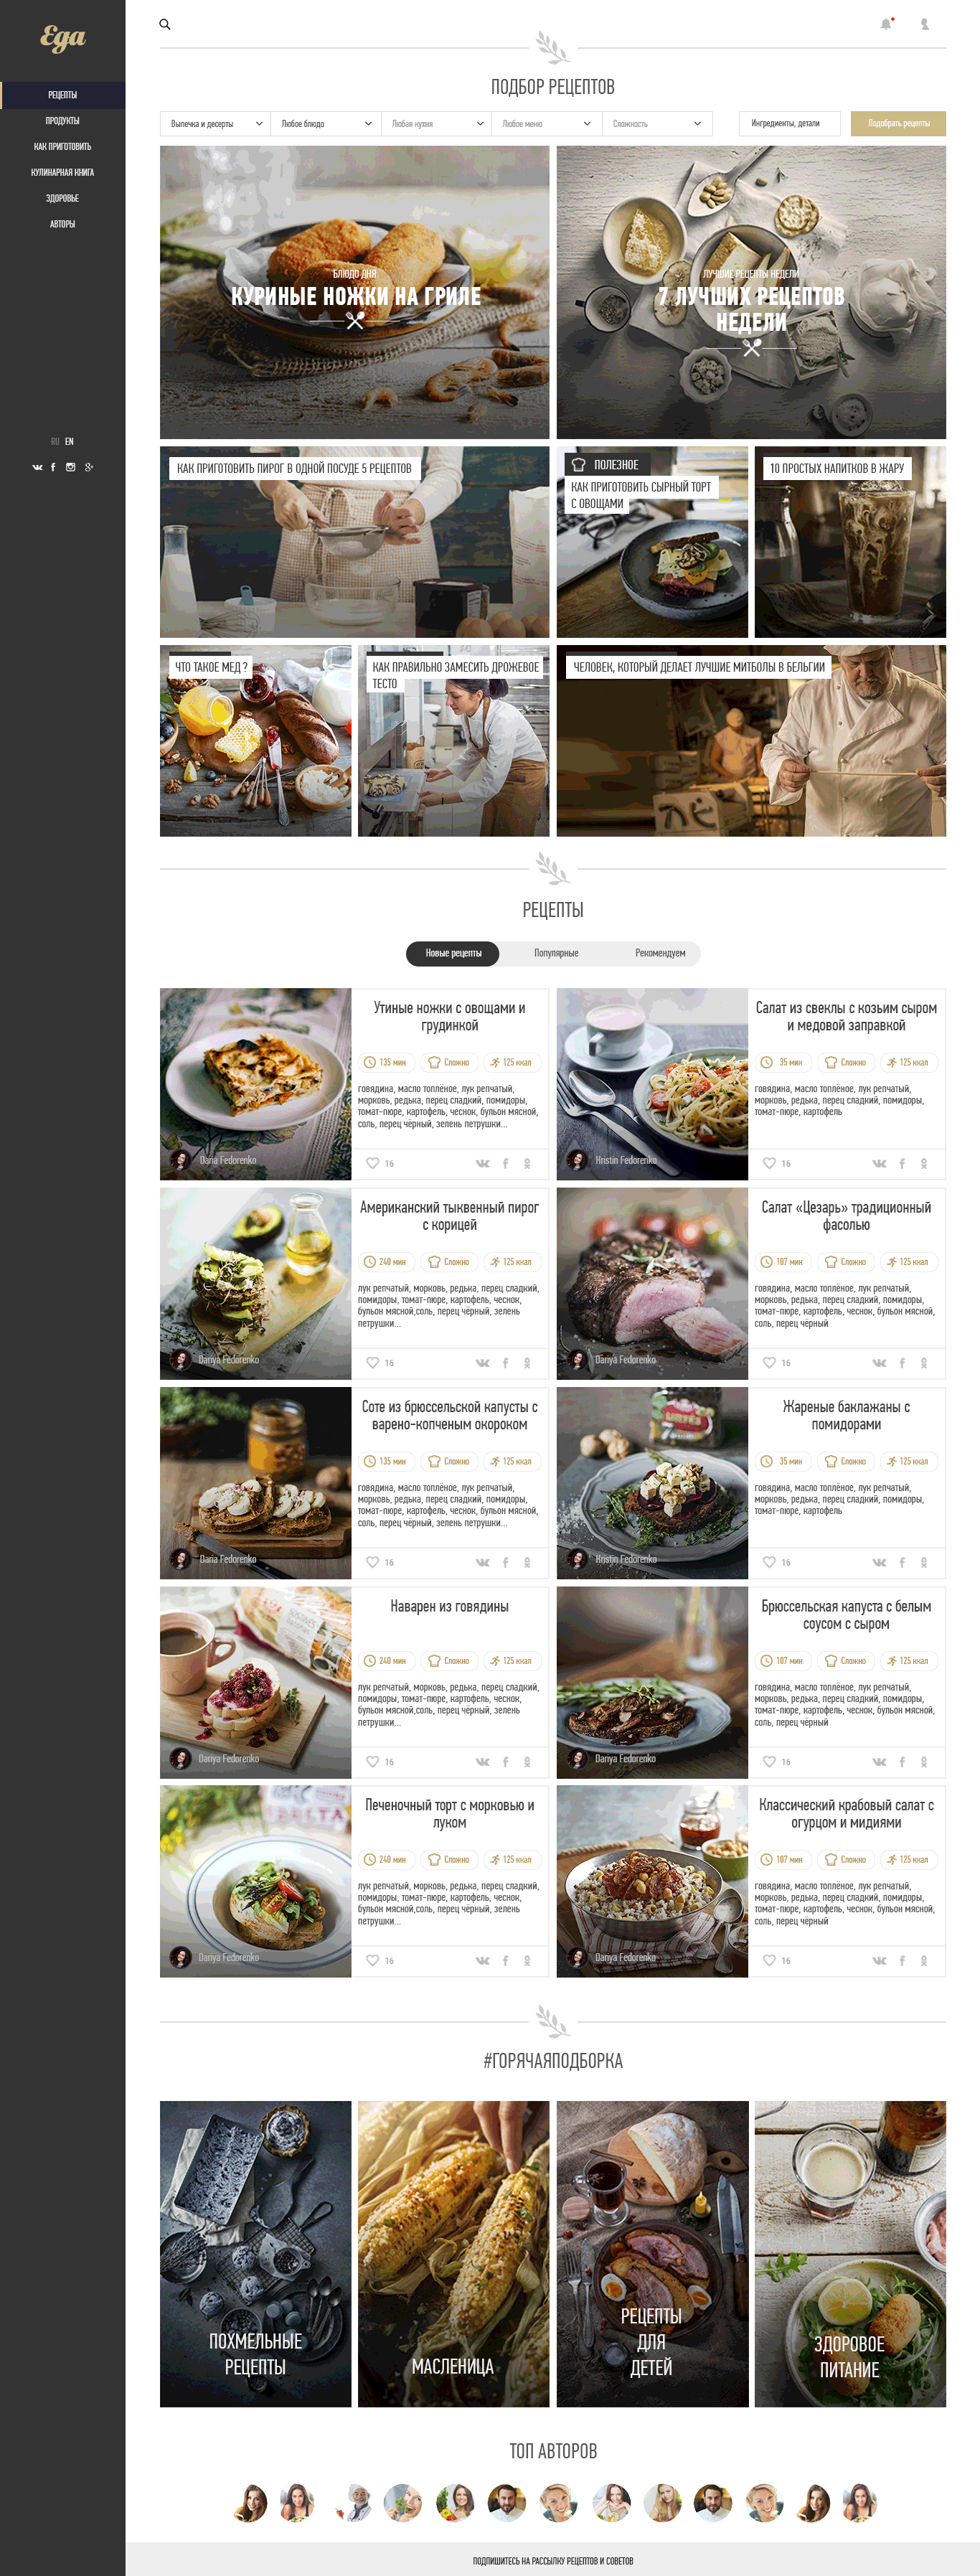 Еда
РЕЦЕПТЫ
ПРОДУКТЫ
КАК ПРИГОТОВИТЬ
КУЛИНАРНАЯ КНИГА
ЗДОРОВЬЕ
АВТОРЫ
RU EN
ПОДБОР РЕЦЕПТОВ
Выпечка и десерты
Любое блюдо
Любая кухня
Любое меню
Сложность
Ингредиенты, детали
Подобрать рецепты
БЛЮДО ДНЯ
КУРИНЫЕ НОЖКИ НА ГРИЛЕ
ЛУЧШИЕ РЕЦЕПТЫ НЕДЕЛИ
7 ЛУЧШИХ РЕЦЕПТОВ
НЕДЕЛИ
КАК ПРИГОТОВИТЬ ПИРОГ В ОДНОЙ ПОСУДЕ 5 РЕЦЕПТОВ
ПОЛЕЗНОЕ
КАК ПРИГОТОВИТЬ СЫРНЫЙ ТОРТ
С ОВОЩАМИ
10 ПРОСТЫХ НАПИТКОВ В ЖАРУ
ЧТО ТАКОЕ МЕД ?
КАК ПРАВИЛЬНО ЗАМЕСИТЬ ДРОЖЕВОЕ
ТЕСТО
ЧЕЛОВЕК, КОТОРЫЙ ДЕЛАЕТ ЛУЧШИЕ МИТБОЛЫ В БЕЛЬГИИ
РЕЦЕПТЫ
Новые рецепты
Популярные
Рекомендуем
Утиные ножки с овощами и
грудинкой
135 мин
Сложно
125 ккал
говядина, масло топлёное, лук репчатый,
морковь, редька, перец сладкий, помидоры,
томат-пюре, картофель, чеснок, бульон мясной,
соль, перец чёрный, зелень петрушки...
Daria Fedorenko
16
Салат из свеклы с козьим сыром
и медовой заправкой
35 мин
Сложно
125 ккал
говядина, масло топлёное, лук репчатый,
морковь, редька, перец сладкий, помидоры,
томат-пюре, картофель
Kristin Fedorenko
16
Американский тыквенный пирог
с корицей
240 мин
Сложно
125 ккал
лук репчатый, морковь, редька, перец сладкий,
помидоры, томат-пюре, картофель, чеснок,
бульон мясной,соль, перец чёрный, зелень
петрушки...
Dariya Fedorenko
16
Салат «Цезарь» традиционный
фасолью
107 мин
Сложно
125 ккал
говядина, масло топлёное, лук репчатый,
морковь, редька, перец сладкий, помидоры,
томат-пюре, картофель, чеснок, бульон мясной,
соль, перец чёрный
Dariya Fedorenko
16
Соте из брюссельской капусты с
варено-копченым окороком
135 мин
Сложно
125 ккал
говядина, масло топлёное, лук репчатый,
морковь, редька, перец сладкий, помидоры,
томат-пюре, картофель, чеснок, бульон мясной,
соль, перец чёрный, зелень петрушки...
Daria Fedorenko
16
Жареные баклажаны с
помидорами
35 мин
Сложно
125 ккал
говядина, масло топлёное, лук репчатый,
морковь, редька, перец сладкий, помидоры,
томат-пюре, картофель
Kristin Fedorenko
16
Наварен из говядины
240 мин
Сложно
125 ккал
лук репчатый, морковь, редька, перец сладкий,
помидоры, томат-пюре, картофель, чеснок,
бульон мясной,соль, перец чёрный, зелень
петрушки...
Dariya Fedorenko
16
Брюссельская капуста с белым
соусом с сыром
107 мин
Сложно
125 ккал
говядина, масло топлёное, лук репчатый,
морковь, редька, перец сладкий, помидоры,
томат-пюре, картофель, чеснок, бульон мясной,
соль, перец чёрный
Dariya Fedorenko
16
Печеночный торт с морковью и
луком
240 мин
Сложно
125 ккал
лук репчатый, морковь, редька, перец сладкий,
помидоры, томат-пюре, картофель, чеснок,
бульон мясной,соль, перец чёрный, зелень
петрушки...
Dariya Fedorenko
16
Классический крабовый салат с
огурцом и мидиями
107 мин
Сложно
125 ккал
говядина, масло топлёное, лук репчатый,
морковь, редька, перец сладкий, помидоры,
томат-пюре, картофель, чеснок, бульон мясной,
соль, перец чёрный
Dariya Fedorenko
16
#ГОРЯЧАЯПОДБОРКА
ПОХМЕЛЬНЫЕ
РЕЦЕПТЫ
МАСЛЕНИЦА
РЕЦЕПТЫ
ДЛЯ
ДЕТЕЙ
ЗДОРОВОЕ
ПИТАНИЕ
ТОП АВТОРОВ
ПОДПИШИТЕСЬ НА РАССЫЛКУ РЕЦЕПТОВ И СОВЕТОВ